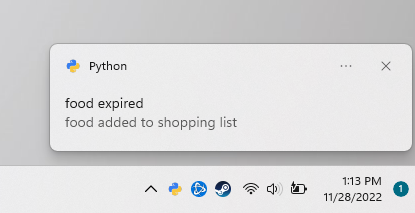 Python
food expired
food added to shopping list
1:13 PM
11/28/2022
1